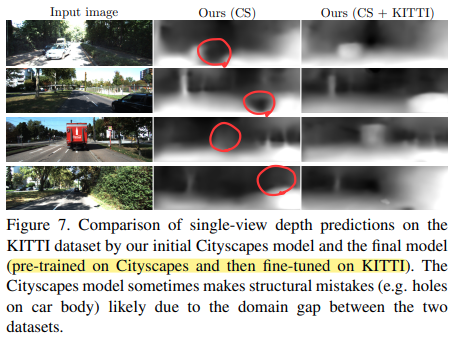 Input image
Ours (CS)
Ours (CS + KITTI)
Figure 7. Comparison of single-view depth predictions on the
KITTI dataset by our initial Cityscapes model and the final model
(pre-trained on Cityscapes and then fine-tuned on KITTI). The
Cityscapes model sometimes makes structural mistakes (e.g. holes
on car body) likely due to the domain gap between the two
datasets.